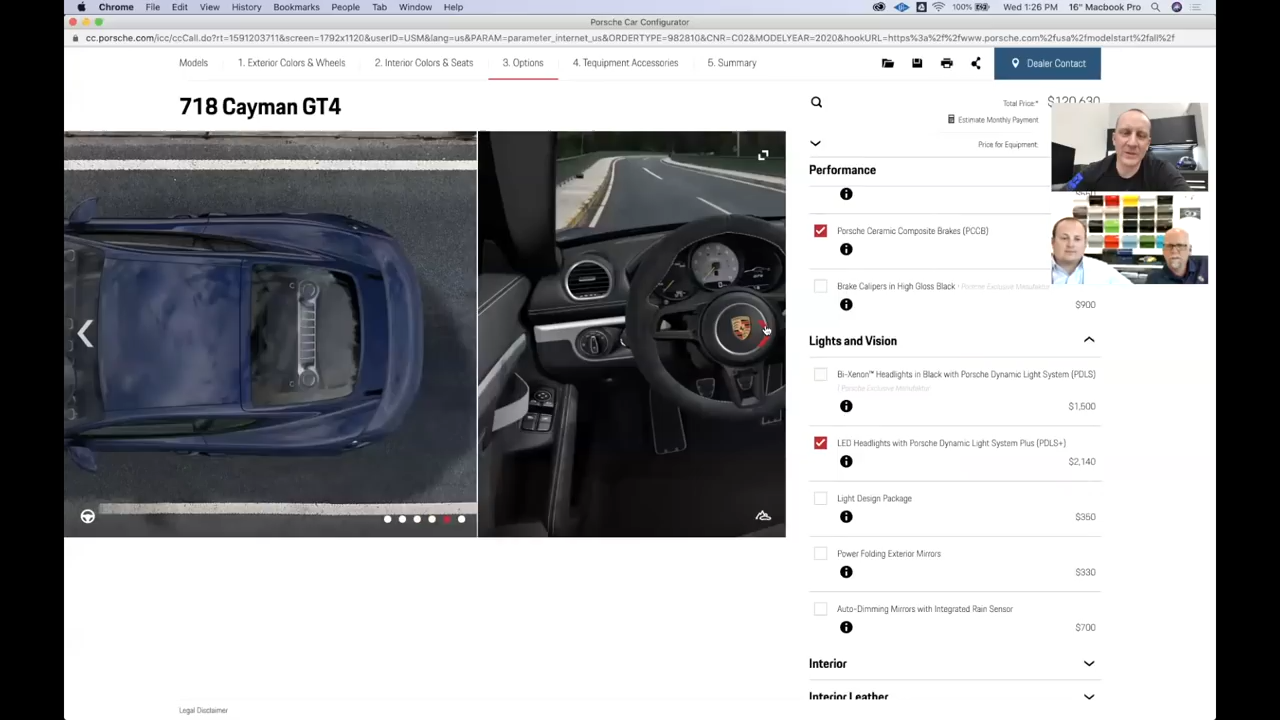 Chrome File Edit View History Bookmarks People Tab Window Help
100% Wed 1:26 PM 16" Macbook Pro
Porsche Car Configurator
cc.porsche.com/icc/ccCall.do?rt=1591203711&screen=1792x1120&userID=USM&lang=us&PARAM=parameter_internet_us&ORDERTYPE=982810&CNR=C02&MODELYEAR=2020&hookURL=https%3a%2f%2fwww.porsche.com%2fusa%2fmodelstart%2fall%2f
Models 1. Exterior Colors & Wheels 2. Interior Colors & Seats 3. Options 4. Tequipment Accessories 5. Summary
Dealer Contact
718 Cayman GT4
Total Price:* $120,630
Estimate Monthly Payment
Price for Equipment:
Performance
Porsche Ceramic Composite Brakes (PCCB)
Brake Calipers in High Gloss Black - Porsche Exclusive Manufaktur
$900
Lights and Vision
Bi-Xenon™ Headlights in Black with Porsche Dynamic Light System (PDLS)
| Porsche Exclusive Manufaktur
$1,500
LED Headlights with Porsche Dynamic Light System Plus (PDLS+)
$2,140
Light Design Package
$350
Power Folding Exterior Mirrors
$330
Auto-Dimming Mirrors with Integrated Rain Sensor
$700
Interior
Interior Leather
Legal Disclaimer